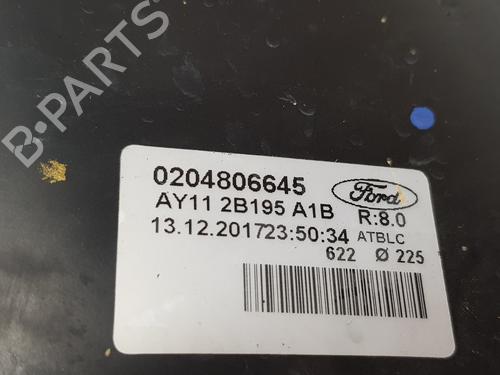 B-PARTS
0204806645
Ford
AY11 2B195 A1B
R:8.0
13.12.201723:50:34 ATBLC
622 Ø 225